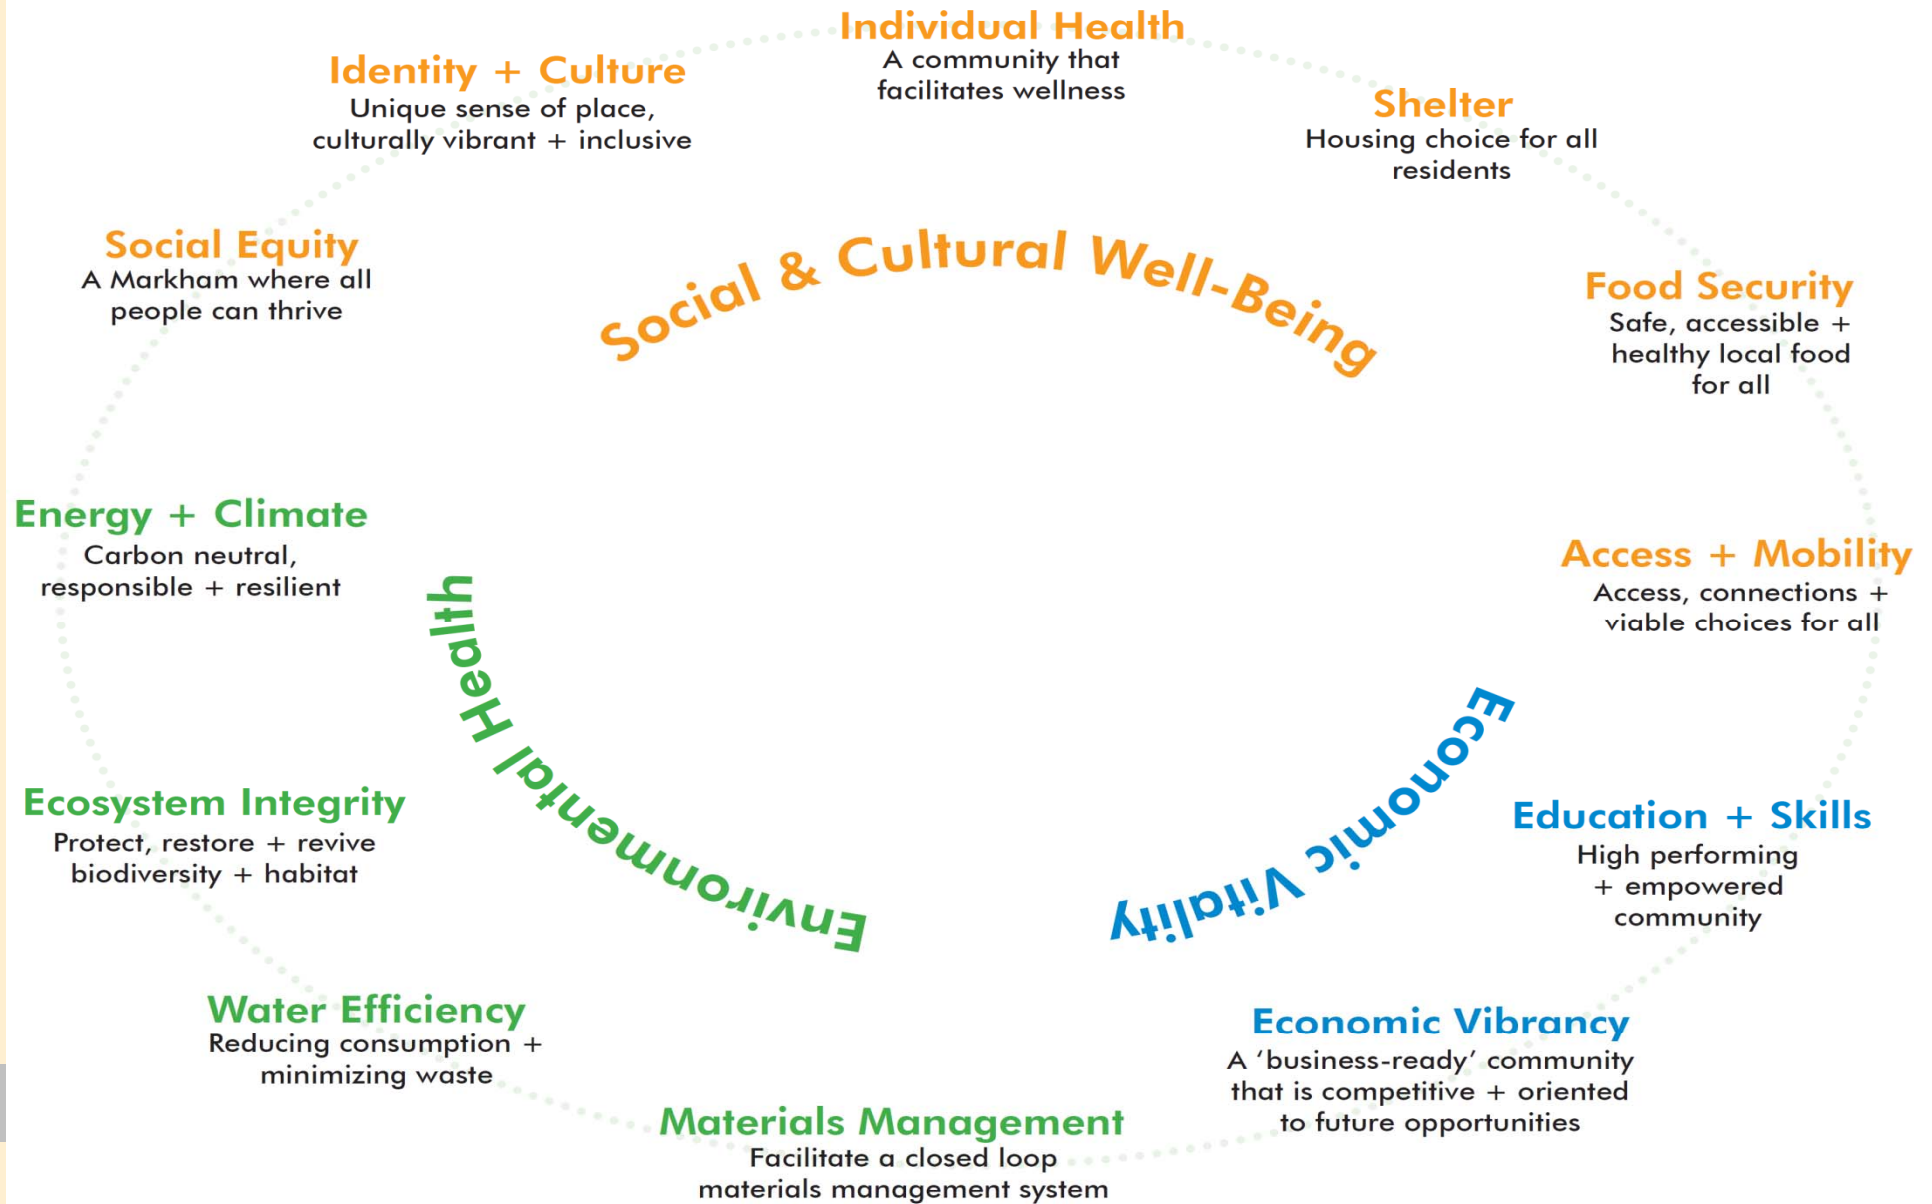 Individual Health
A community that
facilitates wellness
Identity + Culture
Unique sense of place,
culturally vibrant + inclusive
Shelter
Housing choice for all
residents
Social Equity
A Markham where all
people can thrive
Social & Cultural Well-Being
Food Security
Safe, accessible +
healthy local food
for all
Energy + Climate
Carbon neutral,
responsible + resilient
Access + Mobility
Access, connections +
viable choices for all
Environmental Health
Economic Vitality
Ecosystem Integrity
Protect, restore + revive
biodiversity + habitat
Education + Skills
High performing
+ empowered
community
Water Efficiency
Reducing consumption +
minimizing waste
Economic Vibrancy
A ‘business-ready’ community
that is competitive + oriented
to future opportunities
Materials Management
Facilitate a closed loop
materials management system